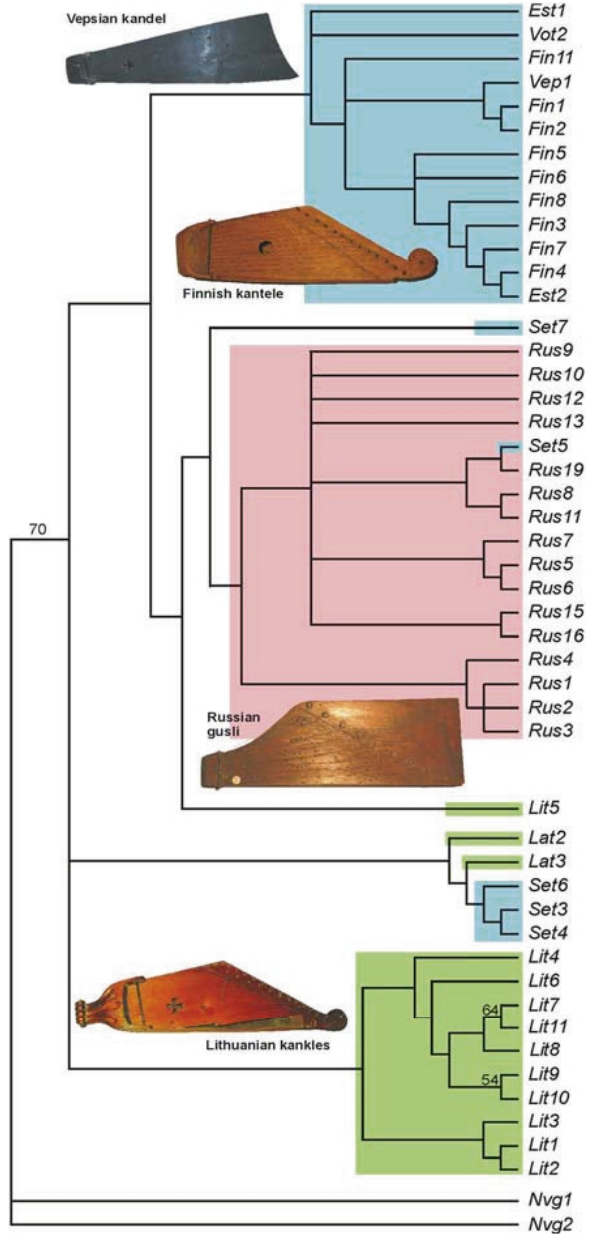 Vepsian kandel
Est1
Vot2
Fin11
Vep1
Fin1
Fin2
Fin5
Fin6
Fin8
Fin3
Fin7
Fin4
Est2
Finnish kantele
Set7
Rus9
Rus10
Rus12
Rus13
Set5
Rus19
Rus8
Rus11
70
Rus7
Rus5
Rus6
Rus15
Rus16
Rus4
Rus1
Rus2
Rus3
Russian
gusli
Lit5
Lat2
Lat3
Set6
Set3
Set4
Lit4
Lit6
64
Lit7
Lit11
Lit8
Lithuanian kankles
54
Lit9
Lit10
Lit3
Lit1
Lit2
Nvg1
Nvg2